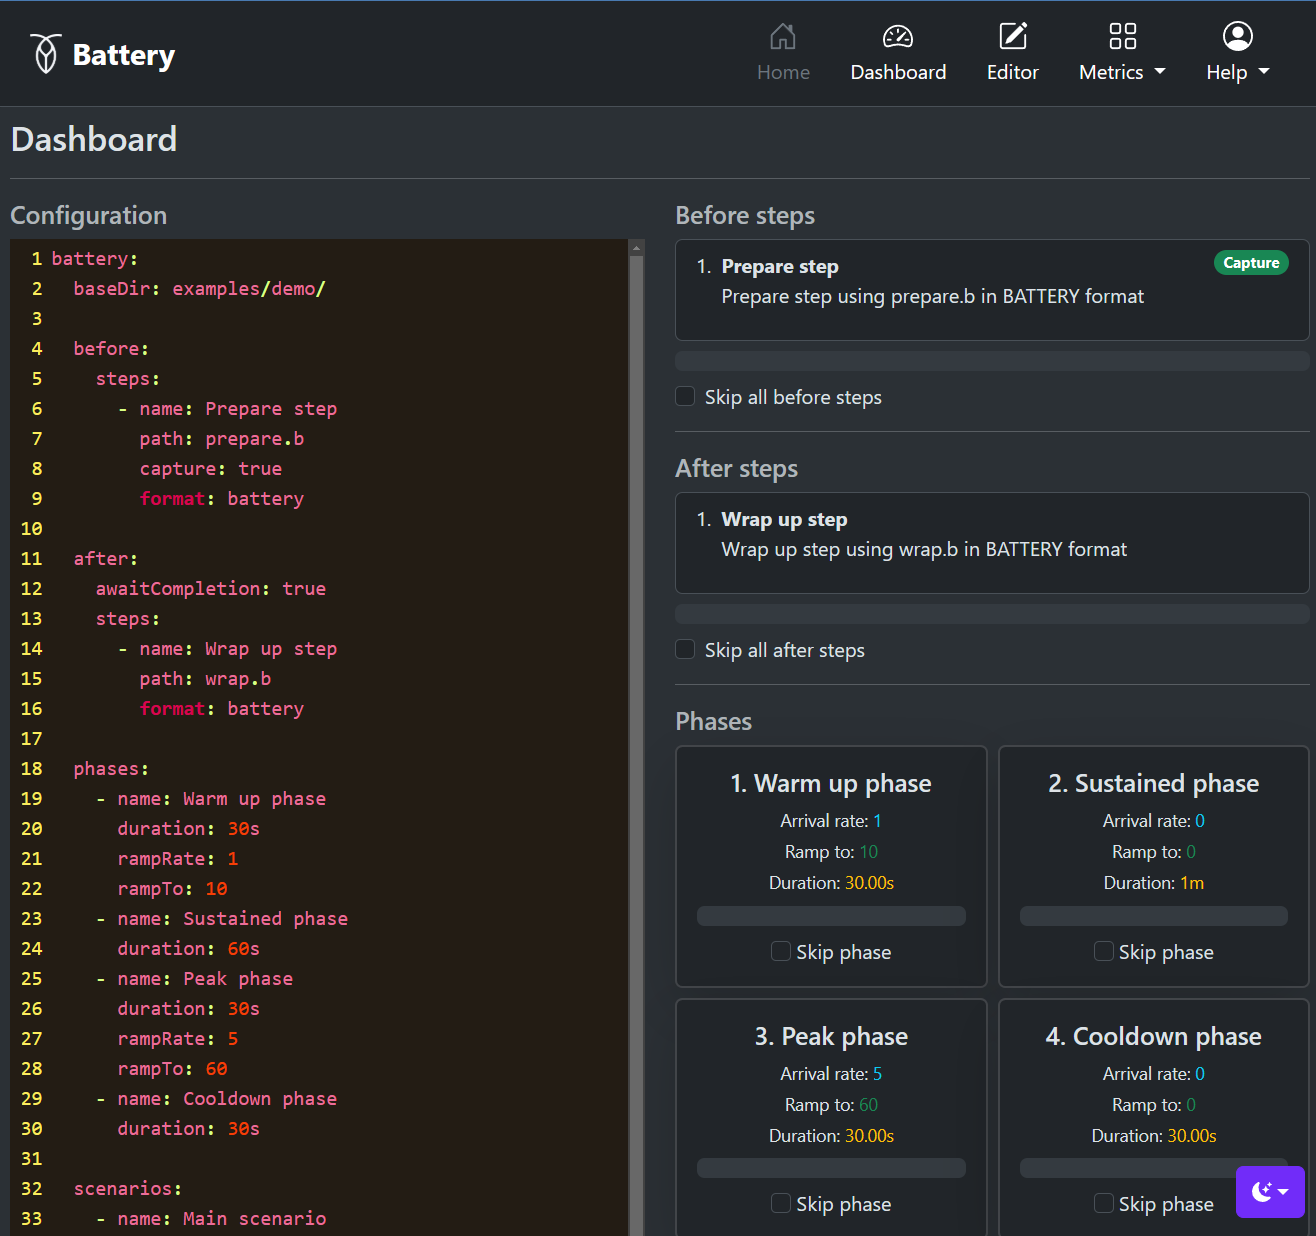 Battery
Home
Dashboard
Editor
Metrics
Help
Dashboard
Configuration
1 battery:
2 baseDir: examples/demo/
3
4 before:
5 steps:
6 - name: Prepare step
7 path: prepare.b
8 capture: true
9 format: battery
10
11 after:
12 awaitCompletion: true
13 steps:
14 - name: Wrap up step
15 path: wrap.b
16 format: battery
17
18 phases:
19 - name: Warm up phase
20 duration: 30s
21 rampRate: 1
22 rampTo: 10
23 - name: Sustained phase
24 duration: 60s
25 - name: Peak phase
26 duration: 30s
27 rampRate: 5
28 rampTo: 60
29 - name: Cooldown phase
30 duration: 30s
31
32 scenarios:
33 - name: Main scenario
Before steps
1. Prepare step
Capture
Prepare step using prepare.b in BATTERY format
Skip all before steps
After steps
1. Wrap up step
Wrap up step using wrap.b in BATTERY format
Skip all after steps
Phases
1. Warm up phase
Arrival rate: 1
Ramp to: 10
Duration: 30.00s
Skip phase
2. Sustained phase
Arrival rate: 0
Ramp to: 0
Duration: 1m
Skip phase
3. Peak phase
Arrival rate: 5
Ramp to: 60
Duration: 30.00s
Skip phase
4. Cooldown phase
Arrival rate: 0
Ramp to: 0
Duration: 30.00s
Skip phase